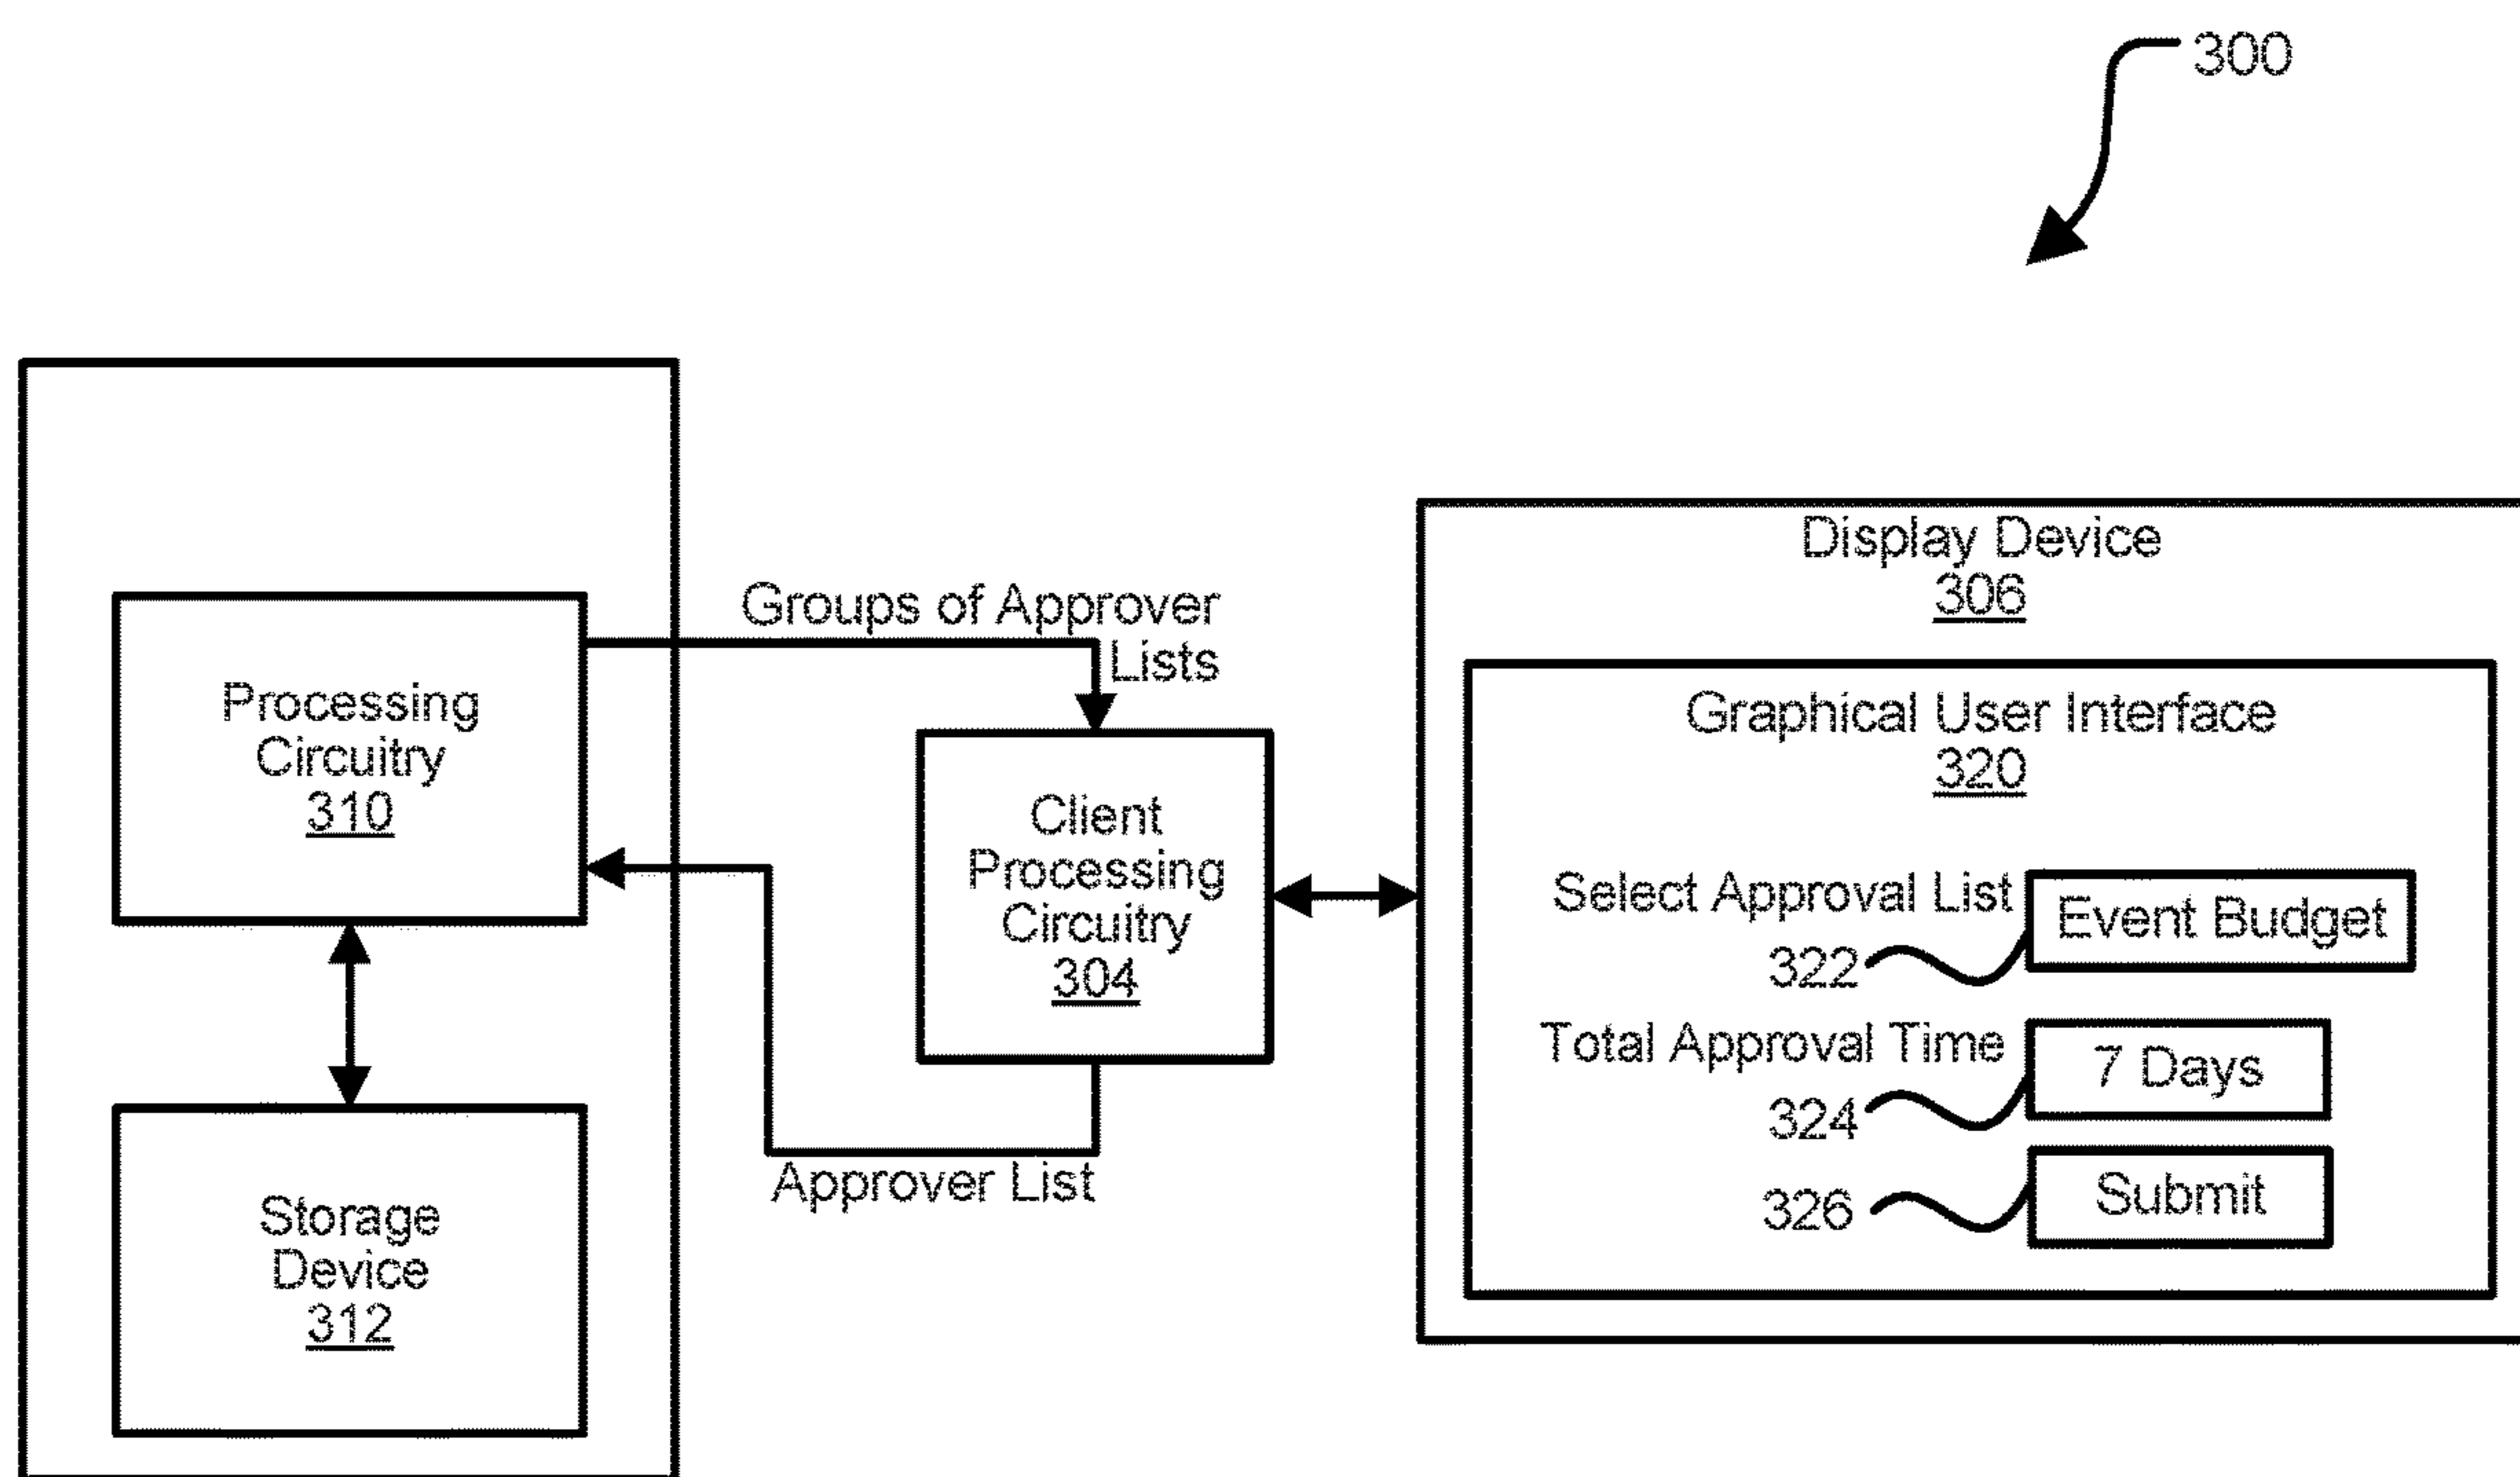 300
Groups of Approver
Lists
Processing
Circuitry
310
Storage
Device
312
Client
Processing
Circuitry
304
Approver List
Display Device
306
Graphical User Interface
320
Select Approval List
Event Budget
322
Total Approval Time
7 Days
324
Submit
326